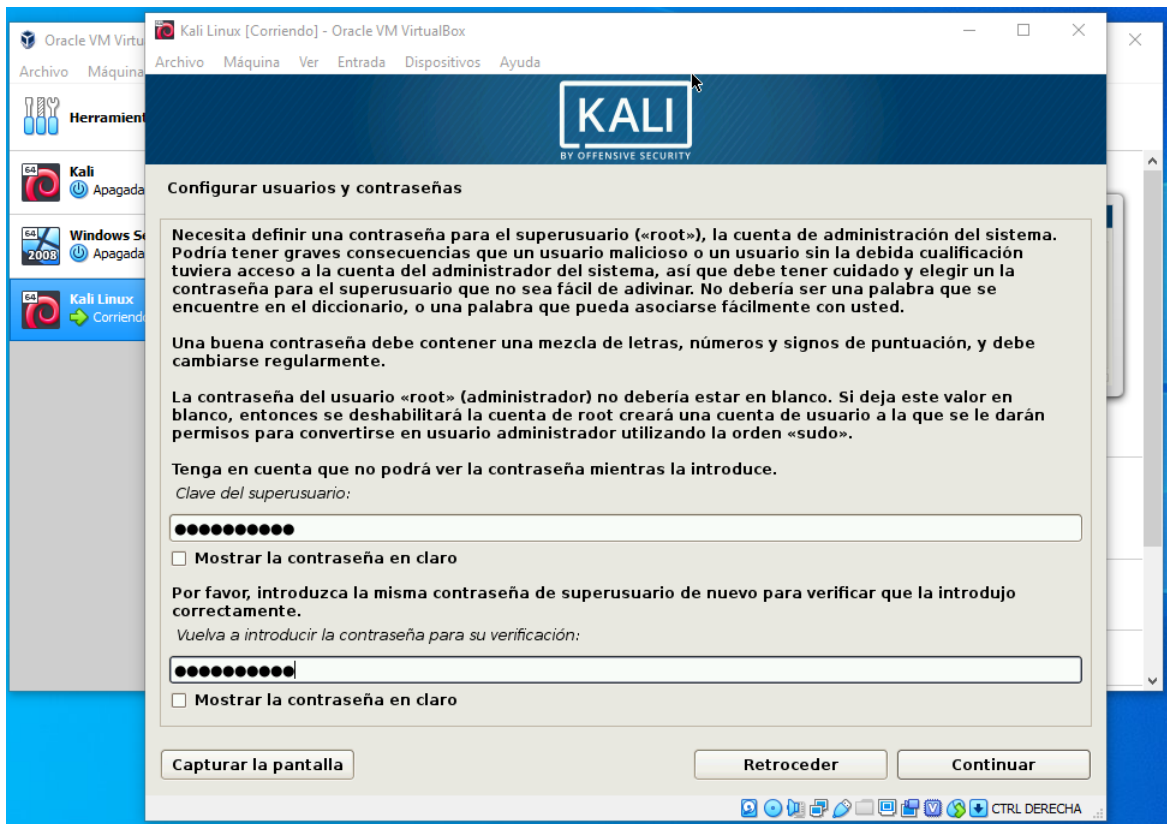 Oracle VM Virtu
Archivo Máquina
Herramien
64
Kali
Apagada
64
2008
Windows Se
Apagada
64
Kali Linux
Corriendo
Kali Linux [Corriendo] - Oracle VM VirtualBox
Archivo Máquina Ver Entrada Dispositivos Ayuda
KALI
BY OFFENSIVE SECURITY
Configurar usuarios y contraseñas
Necesita definir una contraseña para el superusuario («root»), la cuenta de administración del sistema.
Podría tener graves consecuencias que un usuario malicioso o un usuario sin la debida cualificación
tuviera acceso a la cuenta del administrador del sistema, así que debe tener cuidado y elegir un la
contraseña para el superusuario que no sea fácil de adivinar. No debería ser una palabra que se
encuentre en el diccionario, o una palabra que pueda asociarse fácilmente con usted.
Una buena contraseña debe contener una mezcla de letras, números y signos de puntuación, y debe
cambiarse regularmente.
La contraseña del usuario «root» (administrador) no debería estar en blanco. Si deja este valor en
blanco, entonces se deshabilitará la cuenta de root creará una cuenta de usuario a la que se le darán
permisos para convertirse en usuario administrador utilizando la orden «sudo».
Tenga en cuenta que no podrá ver la contraseña mientras la introduce.
Clave del superusuario:
●●●●●●●●●●
Mostrar la contraseña en claro
Por favor, introduzca la misma contraseña de superusuario de nuevo para verificar que la introdujo
correctamente.
Vuelva a introducir la contraseña para su verificación:
●●●●●●●●●●
Mostrar la contraseña en claro
Capturar la pantalla
Retroceder
Continuar
CTRL DERECHA